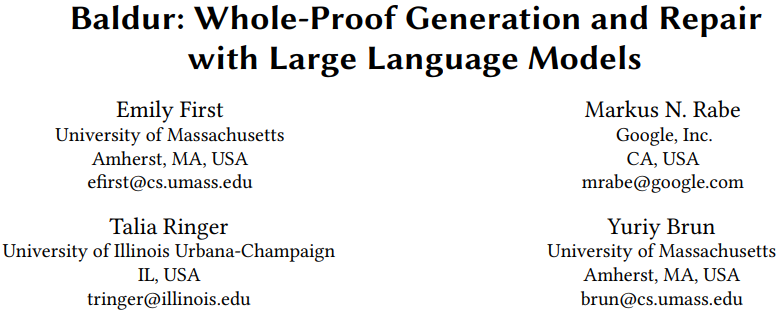 Baldur: Whole-Proof Generation and Repair
with Large Language Models
Emily First
University of Massachusetts
Amherst, MA, USA
efirst@cs.umass.edu
Markus N. Rabe
Google, Inc.
CA, USA
mrabe@google.com
Talia Ringer
University of Illinois Urbana-Champaign
IL, USA
tringer@illinois.edu
Yuriy Brun
University of Massachusetts
Amherst, MA, USA
brun@cs.umass.edu